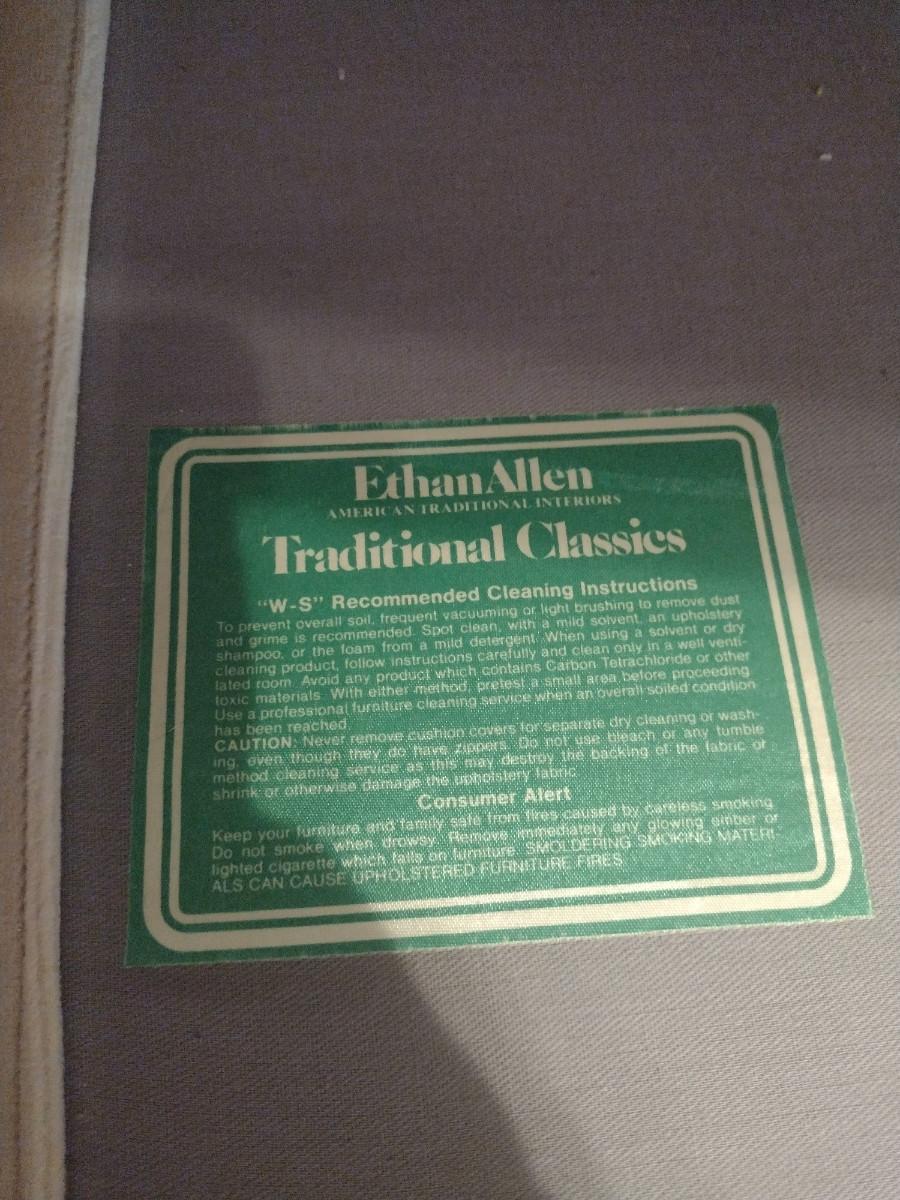 Ethan Allen
AMERICAN TRADITIONAL INTERIORS
Traditional Classics
"W-S" Recommended Cleaning Instructions
To prevent overall soil, frequent vacuuming or light brushing to remove dust
and grime is recommended. Spot clean, with a mild solvent, an upholstery
shampoo, or the foam from a mild detergent. When using a solvent or dry
cleaning product, follow instructions carefully and clean only in a well venti-
lated room. Avoid any product which contains Carbon Tetrachloride or other
toxic materials. With either method, pretest a small area before proceeding.
Use a professional furniture cleaning service when an overall soiled condition
has been reached.
CAUTION: Never remove cushion covers for separate dry cleaning or wash-
ing, even though they do have zippers. Do not use bleach or any tumble
method cleaning service as this may destroy the backing of the fabric or
shrink or otherwise damage the upholstery fabric.
Consumer Alert
Keep your furniture and family safe from fires caused by careless smoking.
Do not smoke when drowsy. Remove immediately any glowing ember or
lighted cigarette which falls on furniture. SMOLDERING SMOKING MATERI-
ALS CAN CAUSE UPHOLSTERED FURNITURE FIRES.